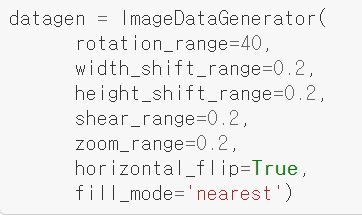 datagen = ImageDataGenerator(
rotation_range=40,
width_shift_range=0.2,
height_shift_range=0.2,
shear_range=0.2,
zoom_range=0.2,
horizontal_flip=True,
fill_mode='nearest')